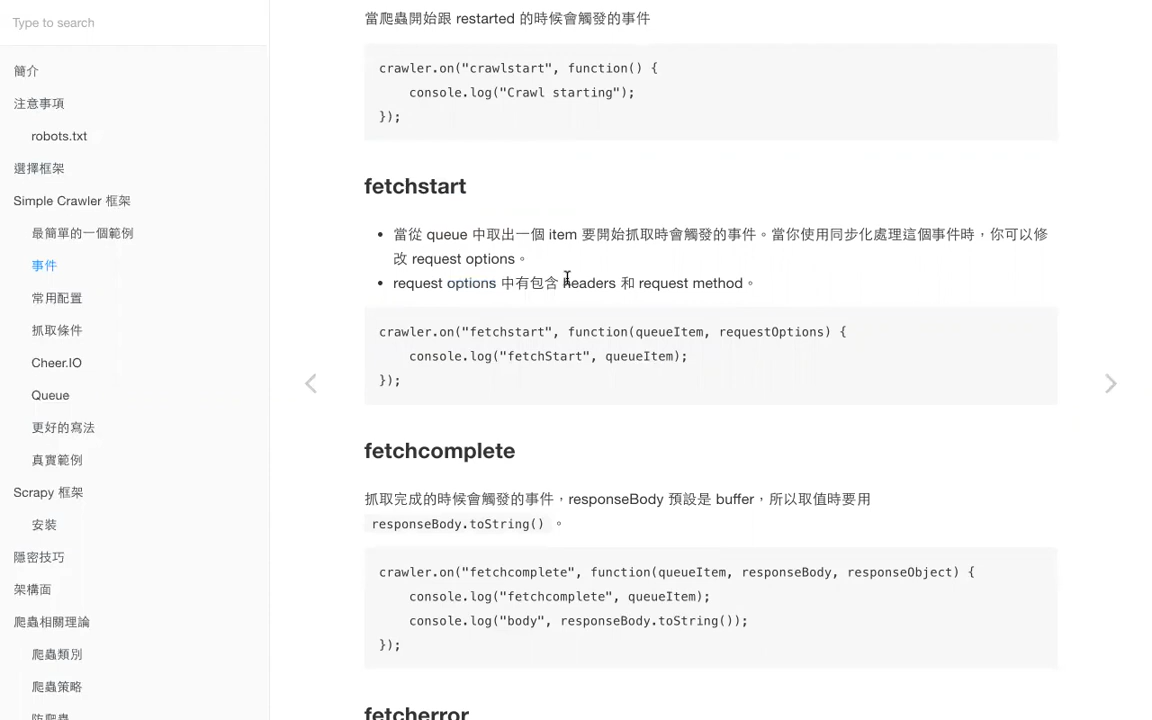 Type to search
簡介
注意事項
robots.txt
選擇框架
Simple Crawler 框架
最簡單的一個範例
事件
常用配置
抓取條件
Cheer.IO
Queue
更好的寫法
真實範例
Scrapy 框架
安裝
隱密技巧
架構面
爬蟲相關理論
爬蟲類別
爬蟲策略
防爬蟲
當爬蟲開始跟 restarted 的時候會觸發的事件
crawler.on("crawlstart", function() {
    console.log("Crawl starting");
});
fetchstart
• 當從 queue 中取出一個 item 要開始抓取時會觸發的事件。當你使用同步化處理這個事件時，你可以修
改 request options。
• request options 中有包含 headers 和 request method。
crawler.on("fetchstart", function(queueItem, requestOptions) {
    console.log("fetchStart", queueItem);
});
fetchcomplete
抓取完成的時候會觸發的事件，responseBody 預設是 buffer，所以取值時要用
responseBody.toString() 。
crawler.on("fetchcomplete", function(queueItem, responseBody, responseObject) {
    console.log("fetchcomplete", queueItem);
    console.log("body", responseBody.toString());
});
fetcherror